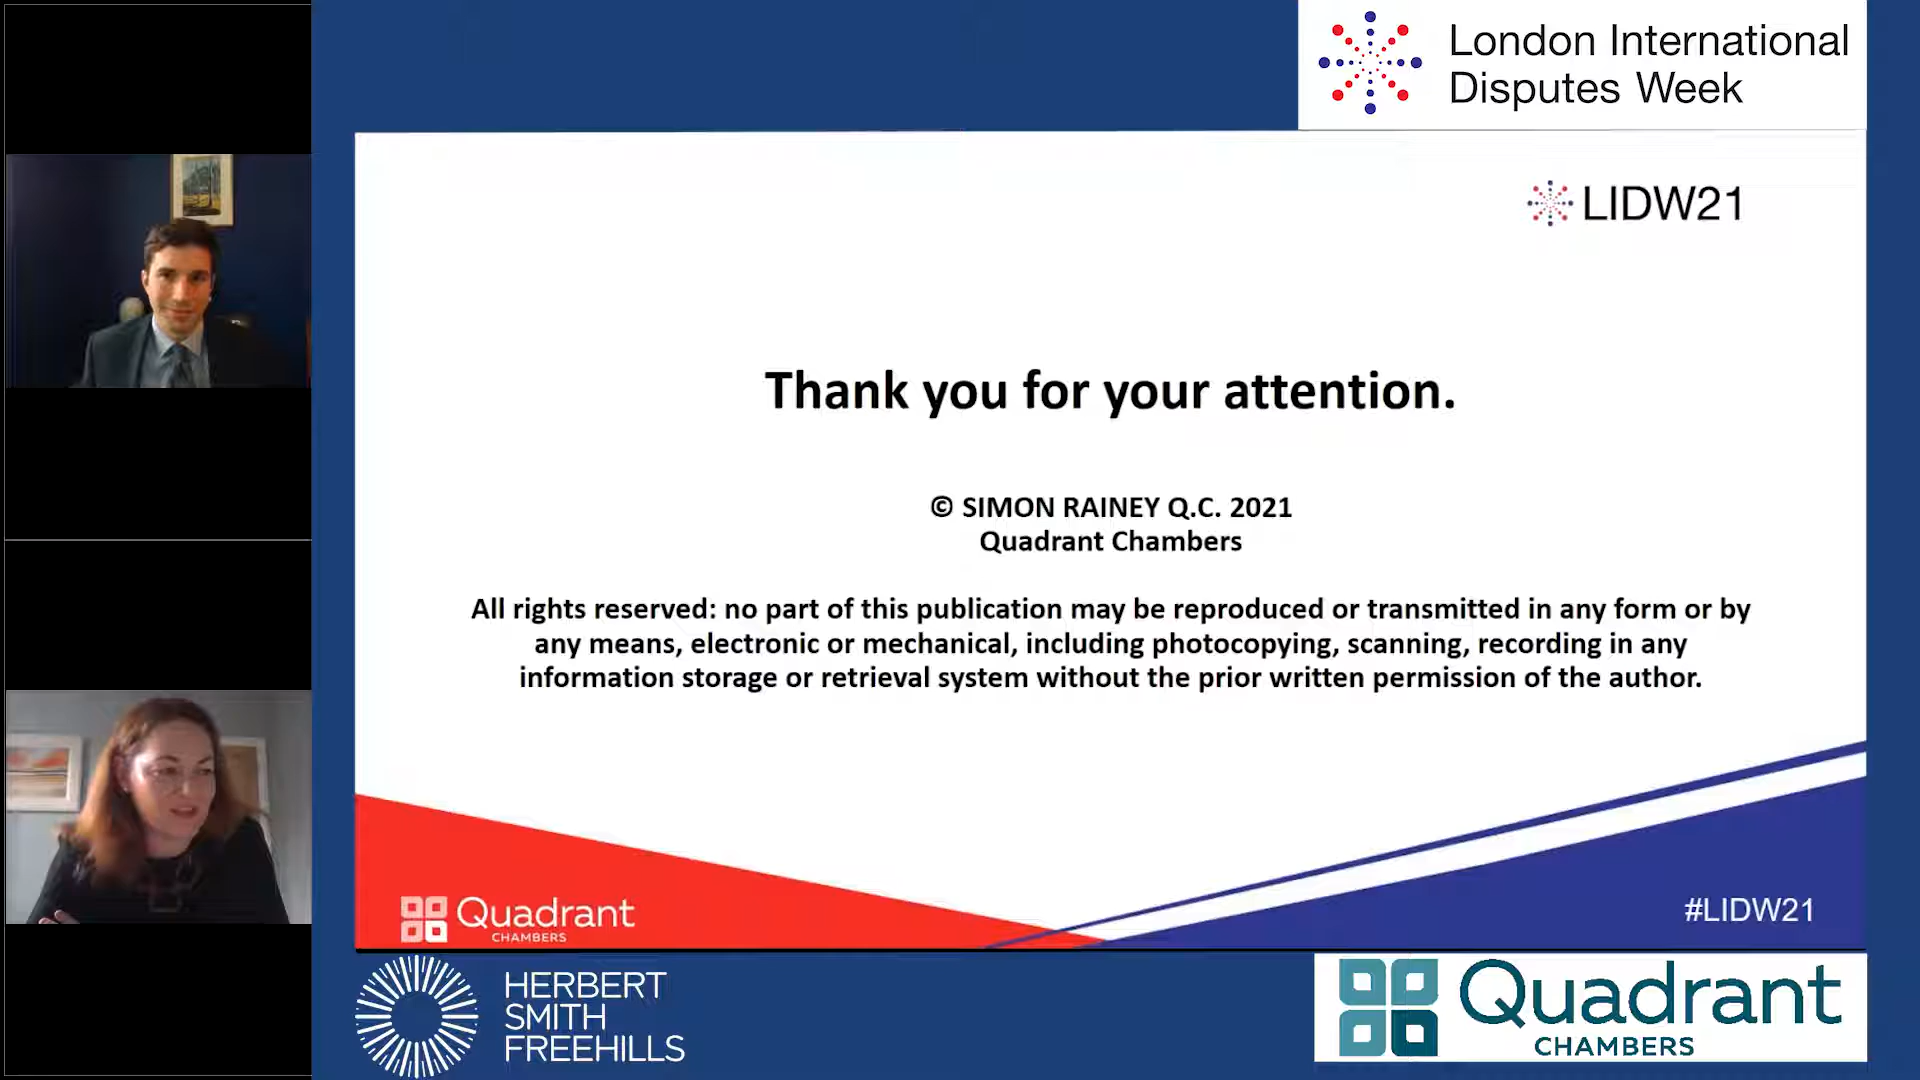 London International
Disputes Week
LIDW21
Thank you for your attention.
© SIMON RAINEY Q.C. 2021
Quadrant Chambers
All rights reserved: no part of this publication may be reproduced or transmitted in any form or by
any means, electronic or mechanical, including photocopying, scanning, recording in any
information storage or retrieval system without the prior written permission of the author.
Quadrant
CHAMBERS
#LIDW21
HERBERT
SMITH
FREEHILLS
Quadrant
CHAMBERS